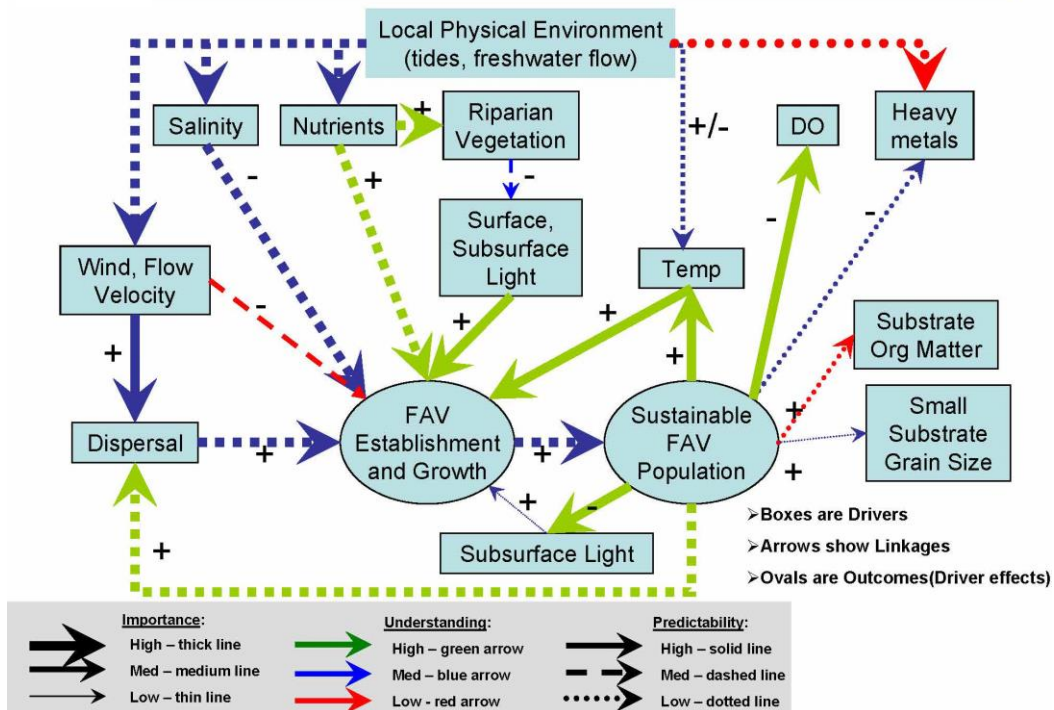 Local Physical Environment
(tides, freshwater flow)
Salinity
Nutrients
+
Riparian
Vegetation
+/-
DO
Heavy
metals
-
+
-
-
-
Surface,
Subsurface
Light
Wind, Flow
Velocity
Temp
-
+
+
+
+
Substrate
Org Matter
Dispersal
+
FAV
Establishment
and Growth
+
Sustainable
FAV
Population
+
+
Small
Substrate
Grain Size
+
-
Subsurface Light
+
➢Boxes are Drivers
➢Arrows show Linkages
➢Ovals are Outcomes(Driver effects)
Importance:
High – thick line
Med – medium line
Low – thin line
Understanding:
High – green arrow
Med – blue arrow
Low - red arrow
Predictability:
High – solid line
Med – dashed line
Low – dotted line